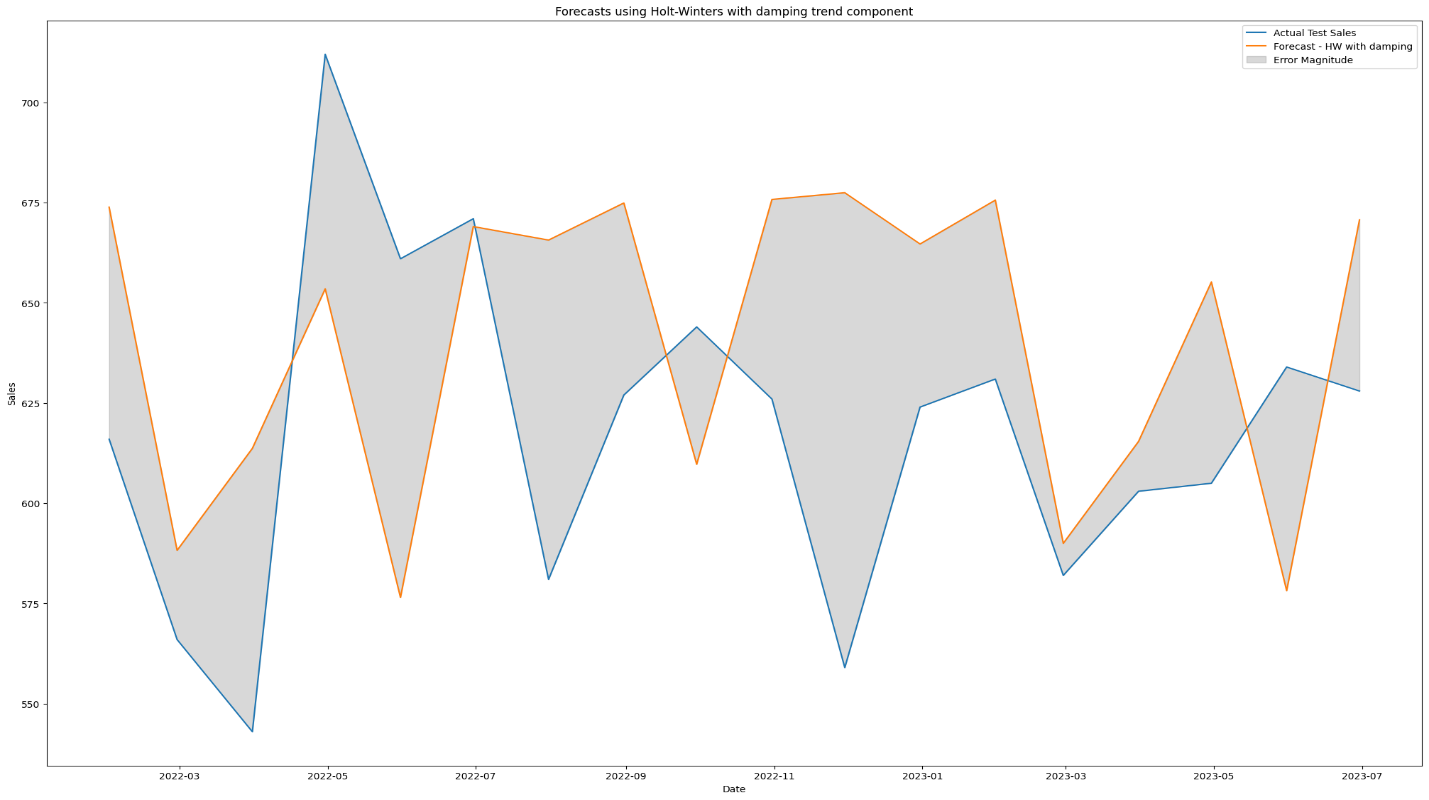 Forecasts using Holt-Winters with damping trend component
Actual Test Sales
Forecast - HW with damping
Error Magnitude
700
675
650
625
600
575
550
Sales
2022-03 2022-05 2022-07 2022-09 2022-11 2023-01 2023-03 2023-05 2023-07
Date